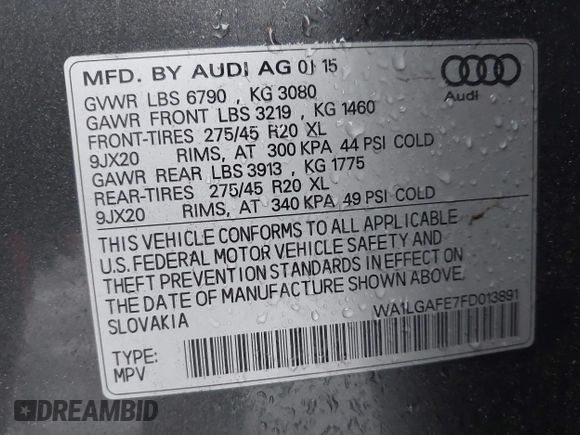 MFD. BY AUDI AG 01 15
Audi
GVWR LBS 6790 , KG 3080
GAWR FRONT LBS 3219 , KG 1460
FRONT-TIRES 275/45 R20 XL
9JX20 RIMS, AT 300 KPA 44 PSI COLD
GAWR REAR LBS 3913 , KG 1775
REAR-TIRES 275/45 R20 XL
9JX20 RIMS, AT 340 KPA 49 PSI COLD
THIS VEHICLE CONFORMS TO ALL APPLICABLE
U.S. FEDERAL MOTOR VEHICLE SAFETY AND
THEFT PREVENTION STANDARDS IN EFFECT ON
THE DATE OF MANUFACTURE SHOWN ABOVE.
SLOVAKIA
WA1LGAFE7FD013891
TYPE:
MPV
DREAMBID